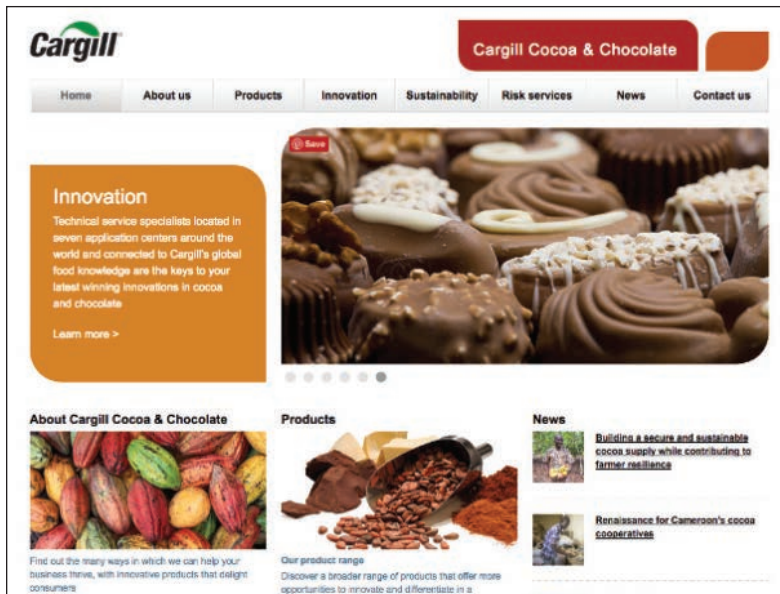 Cargill
Cargill Cocoa & Chocolate
Home
About us
Products
Innovation
Sustainability
Risk services
News
Contact us
Save
Innovation
Technical service specialists located in
seven application centers around the
world and connected to Cargill's global
food knowledge are the keys to your
latest winning innovations in cocoa
and chocolate
Learn more >
About Cargill Cocoa & Chocolate
Find out the many ways in which we can help your
business thrive, with innovative products that delight
consumers
Products
Our product range
Discover a broader range of products that offer more
opportunities to innovate and differentiate in a
News
Building a secure and sustainable
cocoa supply while contributing to
farmer resilience
Renaissance for Cameroon's cocoa
cooperatives